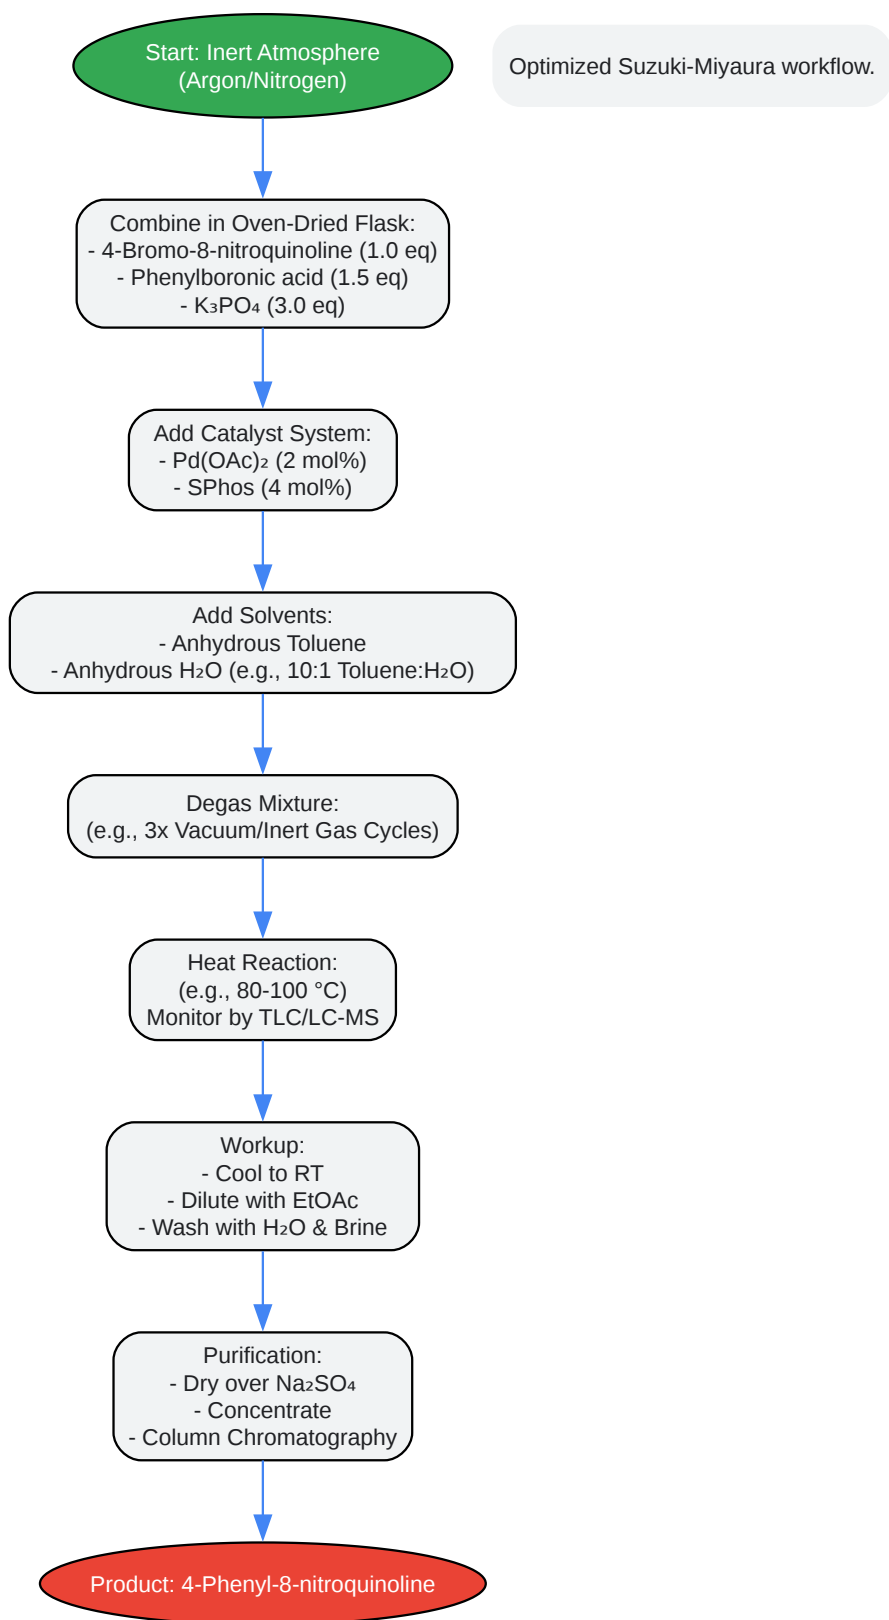 Start: Inert Atmosphere
(Argon/Nitrogen)
Optimized Suzuki-Miyaura workflow.
Combine in Oven-Dried Flask:
- 4-Bromo-8-nitroquinoline (1.0 eq)
- Phenylboronic acid (1.5 eq)
- K₃PO₄ (3.0 eq)
Add Catalyst System:
- Pd(OAc)₂ (2 mol%)
- SPhos (4 mol%)
Add Solvents:
- Anhydrous Toluene
- Anhydrous H₂O (e.g., 10:1 Toluene:H₂O)
Degas Mixture:
(e.g., 3x Vacuum/Inert Gas Cycles)
Heat Reaction:
(e.g., 80-100 °C)
Monitor by TLC/LC-MS
Workup:
- Cool to RT
- Dilute with EtOAc
- Wash with H₂O & Brine
Purification:
- Dry over Na₂SO₄
- Concentrate
- Column Chromatography
Product: 4-Phenyl-8-nitroquinoline